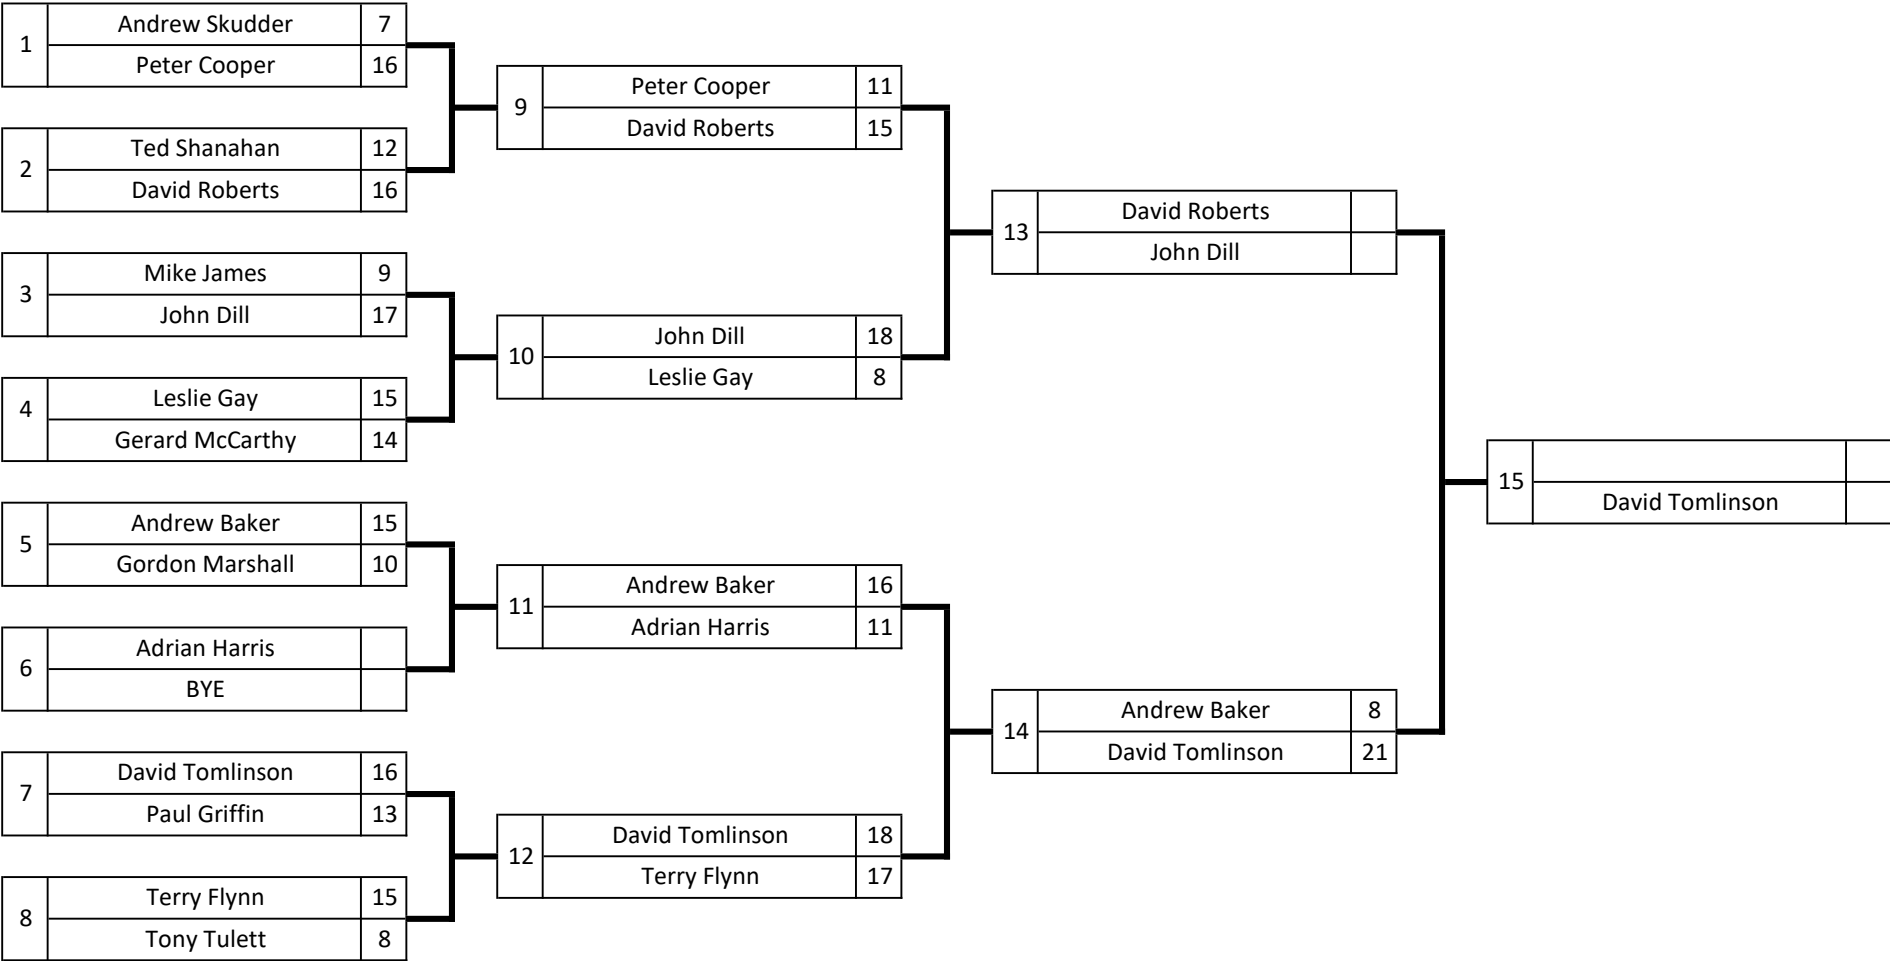 1
Andrew Skudder 7
Peter Cooper 16
2
Ted Shanahan 12
David Roberts 16
3
Mike James 9
John Dill 17
4
Leslie Gay 15
Gerard McCarthy 14
5
Andrew Baker 15
Gordon Marshall 10
6
Adrian Harris
BYE
7
David Tomlinson 16
Paul Griffin 13
8
Terry Flynn 15
Tony Tulett 8
9
Peter Cooper 11
David Roberts 15
10
John Dill 18
Leslie Gay 8
11
Andrew Baker 16
Adrian Harris 11
12
David Tomlinson 18
Terry Flynn 17
13
David Roberts
John Dill
14
Andrew Baker 8
David Tomlinson 21
15
David Tomlinson